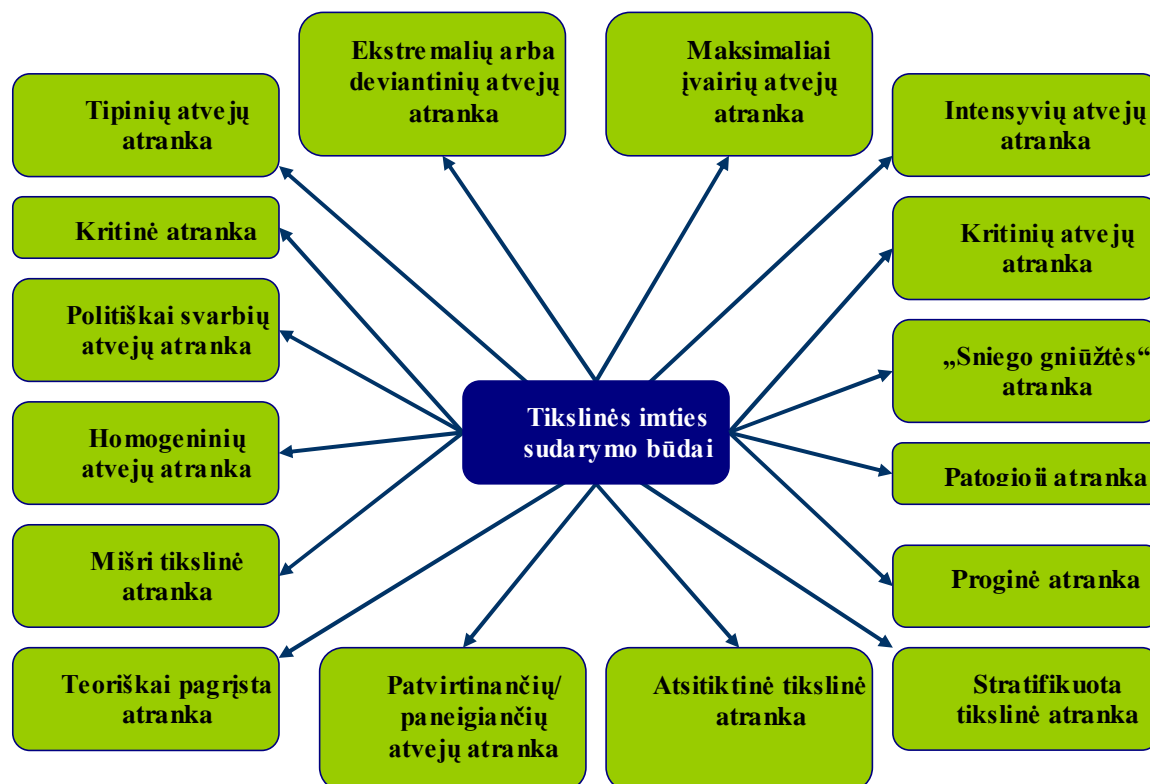 Ekstremalių arba
deviantinių atvejų
atranka
Maksimaliai
įvairių atvejų
atranka
Tipinių atvejų
atranka
Intensyvių atvejų
atranka
Kritinė atranka
Kritinių atvejų
atranka
Politiškai svarbių
atvejų atranka
„Sniego gniūžtės“
atranka
Tikslinės imties
sudarymo būdai
Homogeninių
atvejų atranka
Patogioji atranka
Mišri tikslinė
atranka
Proginė atranka
Teoriškai pagrįsta
atranka
Patvirtinančių/
paneigiančių
atvejų atranka
Atsitiktinė tikslinė
atranka
Stratifikuota
tikslinė atranka